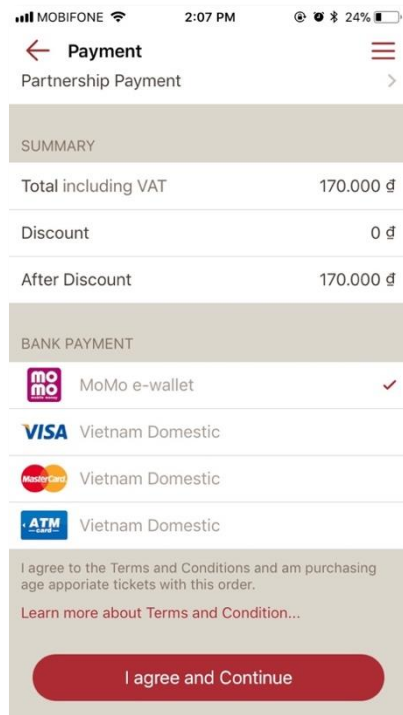 MOBIFONE 2:07 PM 24%
Payment
Partnership Payment
SUMMARY
Total including VAT 170.000 ₫
Discount 0 ₫
After Discount 170.000 ₫
BANK PAYMENT
mo mo MoMo e-wallet
VISA Vietnam Domestic
MasterCard Vietnam Domestic
ATM card Vietnam Domestic
I agree to the Terms and Conditions and am purchasing
age apporiate tickets with this order.
Learn more about Terms and Condition...
I agree and Continue